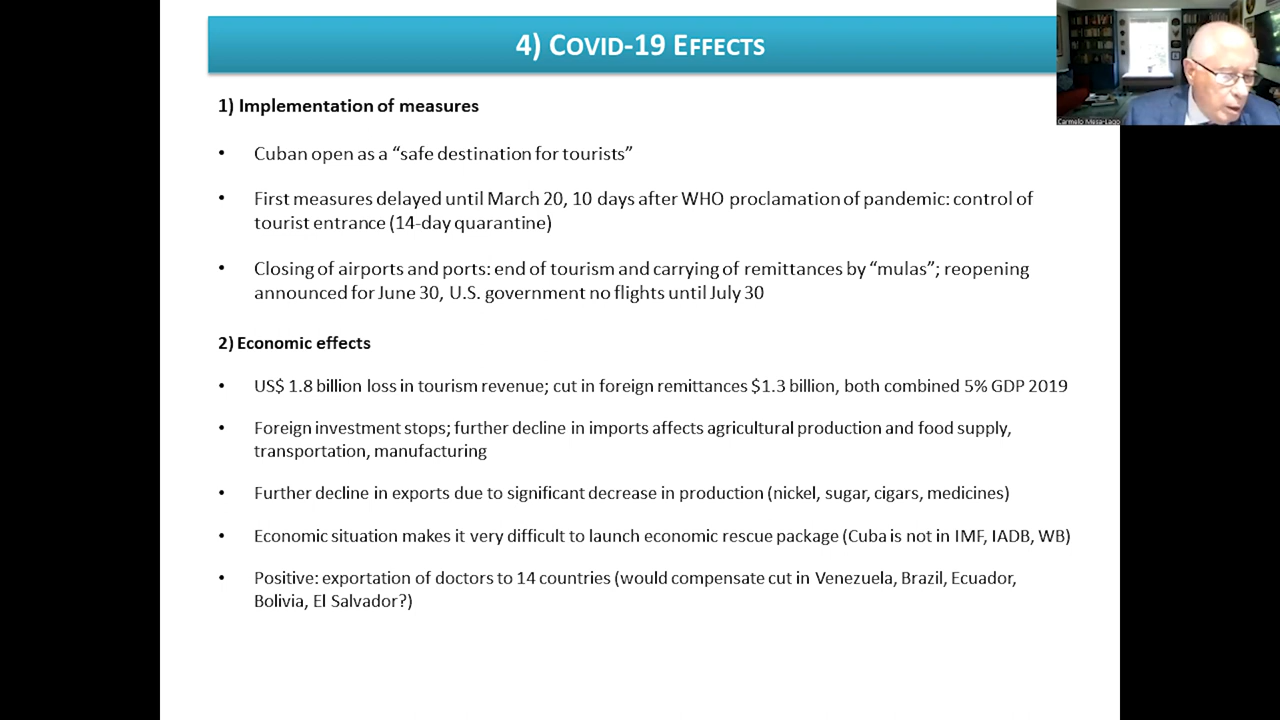 4) COVID-19 EFFECTS
Carmelo Mesa-Lago
1) Implementation of measures
• Cuban open as a “safe destination for tourists”
• First measures delayed until March 20, 10 days after WHO proclamation of pandemic: control of
tourist entrance (14-day quarantine)
• Closing of airports and ports: end of tourism and carrying of remittances by “mulas”; reopening
announced for June 30, U.S. government no flights until July 30
2) Economic effects
• US$ 1.8 billion loss in tourism revenue; cut in foreign remittances $1.3 billion, both combined 5% GDP 2019
• Foreign investment stops; further decline in imports affects agricultural production and food supply,
transportation, manufacturing
• Further decline in exports due to significant decrease in production (nickel, sugar, cigars, medicines)
• Economic situation makes it very difficult to launch economic rescue package (Cuba is not in IMF, IADB, WB)
• Positive: exportation of doctors to 14 countries (would compensate cut in Venezuela, Brazil, Ecuador,
Bolivia, El Salvador?)